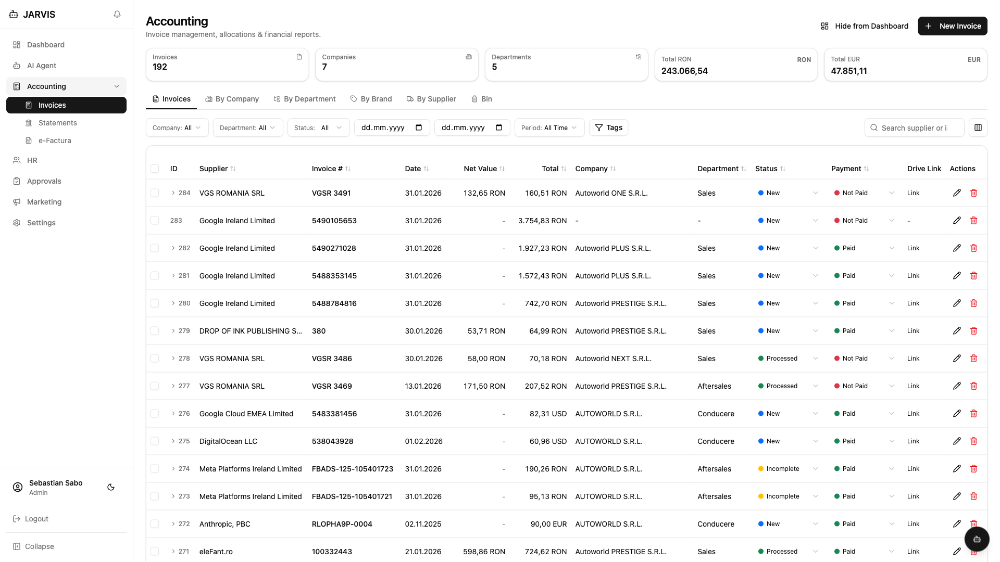 JARVIS
Dashboard
AI Agent
Accounting
Invoices
Statements
e-Factura
HR
Approvals
Marketing
Settings
Sebastian Sabo
Admin
Logout
Collapse
Accounting
Invoice management, allocations & financial reports.
Hide from Dashboard
New Invoice
Invoices
192
Companies
7
Departments
5
Total RON RON
243.066,54
Total EUR EUR
47.851,11
Invoices By Company By Department By Brand By Supplier Bin
Company: All Department: All Status: All dd.mm.yyyy dd.mm.yyyy Period: All Time Tags Search supplier or i
ID Supplier Invoice # Date Net Value Total Company Department Status Payment Drive Link Actions
284 VGS ROMANIA SRL VGSR 3491 31.01.2026 132,65 RON 160,51 RON Autoworld ONE S.R.L. Sales New Not Paid Link
283 Google Ireland Limited 5490105653 31.01.2026 - 3.754,83 RON - - New Not Paid -
282 Google Ireland Limited 5490271028 31.01.2026 - 1.927,23 RON Autoworld PLUS S.R.L. Sales New Paid Link
281 Google Ireland Limited 5488353145 31.01.2026 - 1.572,43 RON Autoworld PLUS S.R.L. Sales New Paid Link
280 Google Ireland Limited 5488784816 31.01.2026 - 742,70 RON Autoworld PRESTIGE S.R.L. Sales New Paid Link
279 DROP OF INK PUBLISHING S... 380 30.01.2026 53,71 RON 64,99 RON Autoworld PRESTIGE S.R.L. Sales New Paid Link
278 VGS ROMANIA SRL VGSR 3486 30.01.2026 58,00 RON 70,18 RON Autoworld NEXT S.R.L. Sales Processed Not Paid Link
277 VGS ROMANIA SRL VGSR 3469 13.01.2026 171,50 RON 207,52 RON Autoworld PRESTIGE S.R.L. Aftersales Processed Not Paid Link
276 Google Cloud EMEA Limited 5483381456 31.01.2026 - 82,31 USD AUTOWORLD S.R.L. Conducere New Paid Link
275 DigitalOcean LLC 538043928 01.02.2026 - 60,96 USD AUTOWORLD S.R.L. Conducere New Paid Link
274 Meta Platforms Ireland Limited FBADS-125-105401723 31.01.2026 - 190,26 RON AUTOWORLD S.R.L. Aftersales Incomplete Paid Link
273 Meta Platforms Ireland Limited FBADS-125-105401721 31.01.2026 - 95,13 RON AUTOWORLD S.R.L. Aftersales Incomplete Paid Link
272 Anthropic, PBC RLOPHA9P-0004 02.11.2025 - 90,00 EUR AUTOWORLD S.R.L. Conducere New Paid Link
271 eleFant.ro 100332443 21.01.2026 598,86 RON 724,62 RON Autoworld PRESTIGE S.R.L. Sales Processed Paid Link